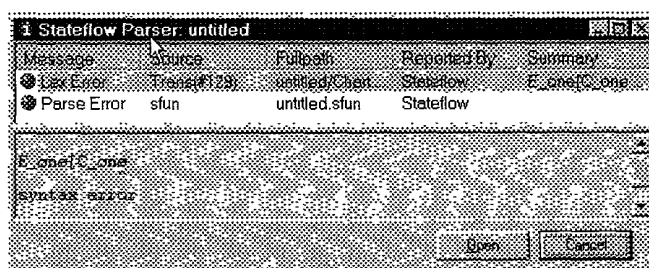 Stateflow Parser: untitled
Message Source Fullpath Reported By Summary
Lex Error Trans(#129) untitled/Chart Stateflow E_one[C_one
Parse Error sfun untitled.sfun Stateflow
E_one[C_one
syntax error
Open Cancel